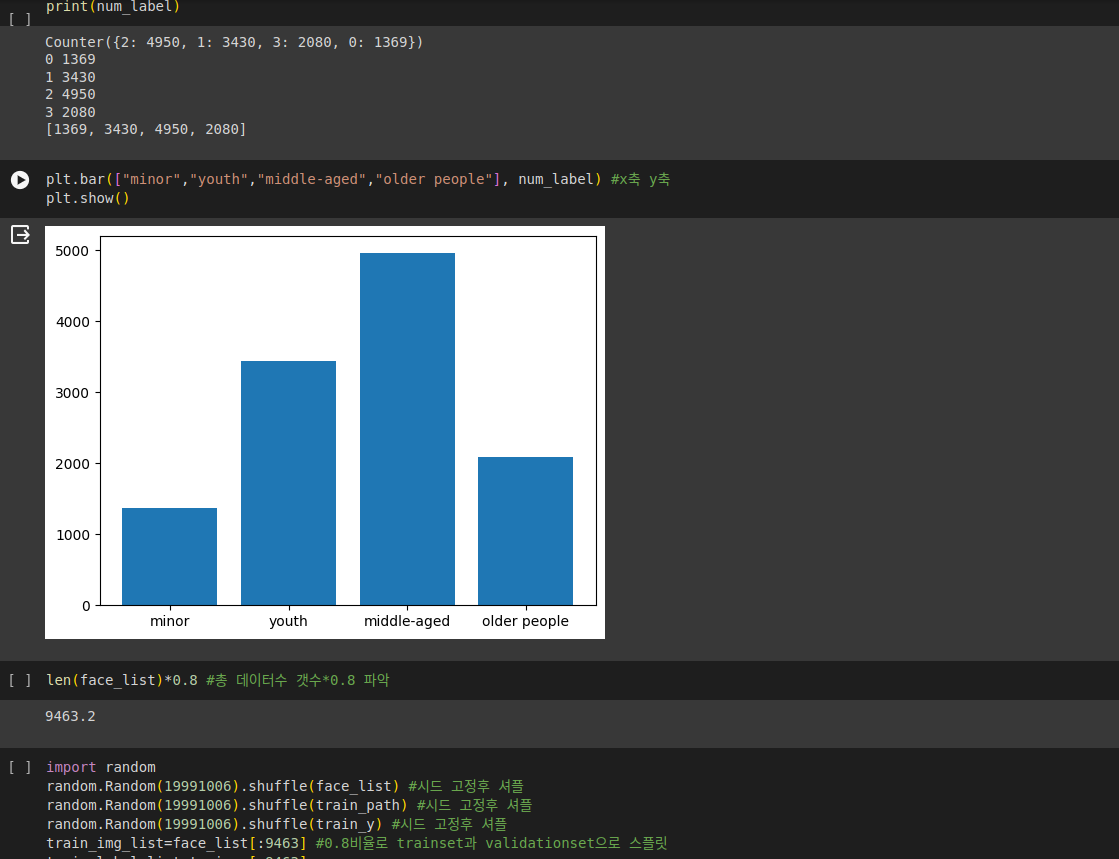 print(num_label)
[ ]
Counter({2: 4950, 1: 3430, 3: 2080, 0: 1369})
0 1369
1 3430
2 4950
3 2080
[1369, 3430, 4950, 2080]
plt.bar(["minor","youth","middle-aged","older people"], num_label) #x축 y축
plt.show()
5000
4000
3000
2000
1000
0
minor youth middle-aged older people
[ ] len(face_list)*0.8 #총 데이터수 갯수*0.8 파악
9463.2
[ ] import random
random.Random(19991006).shuffle(face_list) #시드 고정후 셔플
random.Random(19991006).shuffle(train_path) #시드 고정후 셔플
random.Random(19991006).shuffle(train_y) #시드 고정후 셔플
train_img_list=face_list[:9463] #0.8비율로 trainset과 validationset으로 스플릿